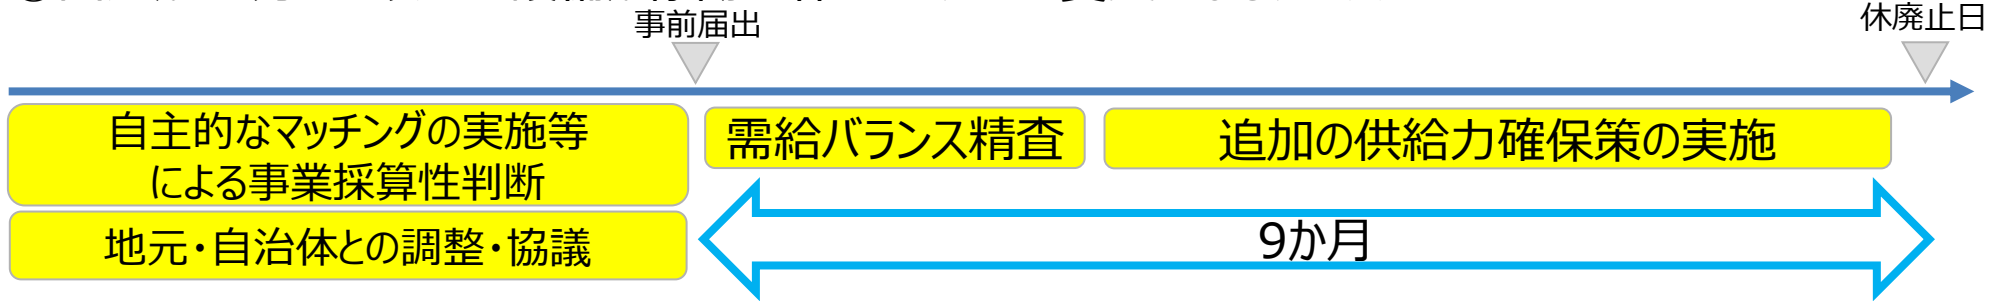 事前届出
休廃止日
自主的なマッチングの実施等
による事業採算性判断
需給バランス精査
追加の供給力確保策の実施
地元・自治体との調整・協議
9か月